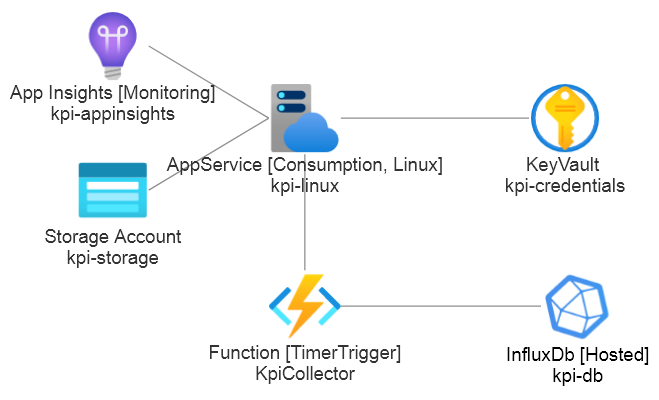 App Insights [Monitoring]
kpi-appinsights
AppService [Consumption, Linux]
kpi-linux
KeyVault
kpi-credentials
Storage Account
kpi-storage
Function [TimerTrigger]
KpiCollector
InfluxDb [Hosted]
kpi-db